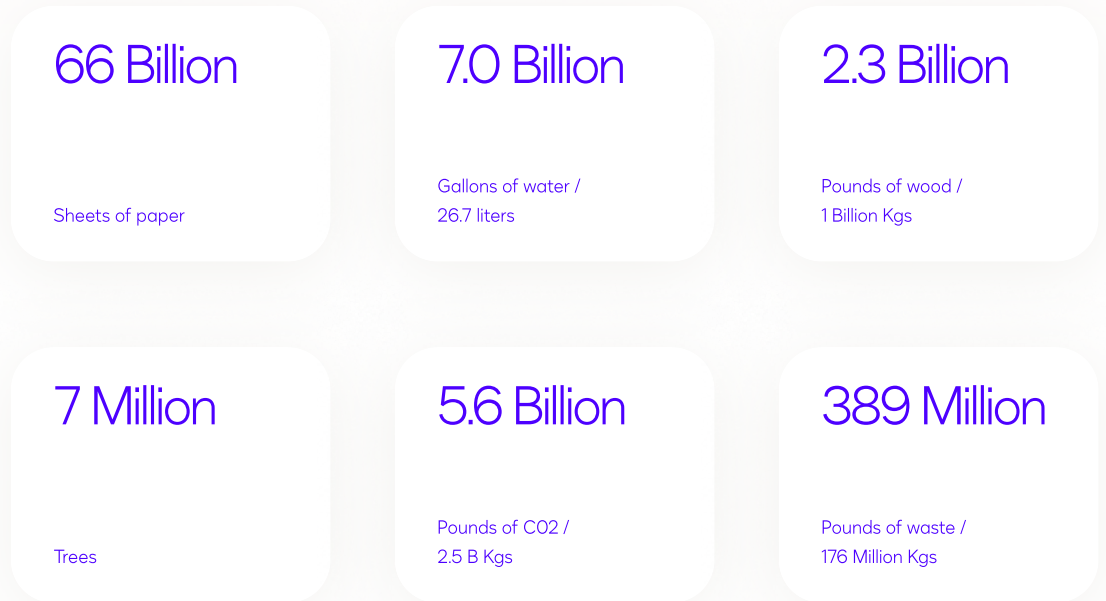 66 Billion
Sheets of paper
7.0 Billion
Gallons of water /
26.7 liters
2.3 Billion
Pounds of wood /
1 Billion Kgs
7 Million
Trees
5.6 Billion
Pounds of C02 /
2.5 B Kgs
389 Million
Pounds of waste /
176 Million Kgs